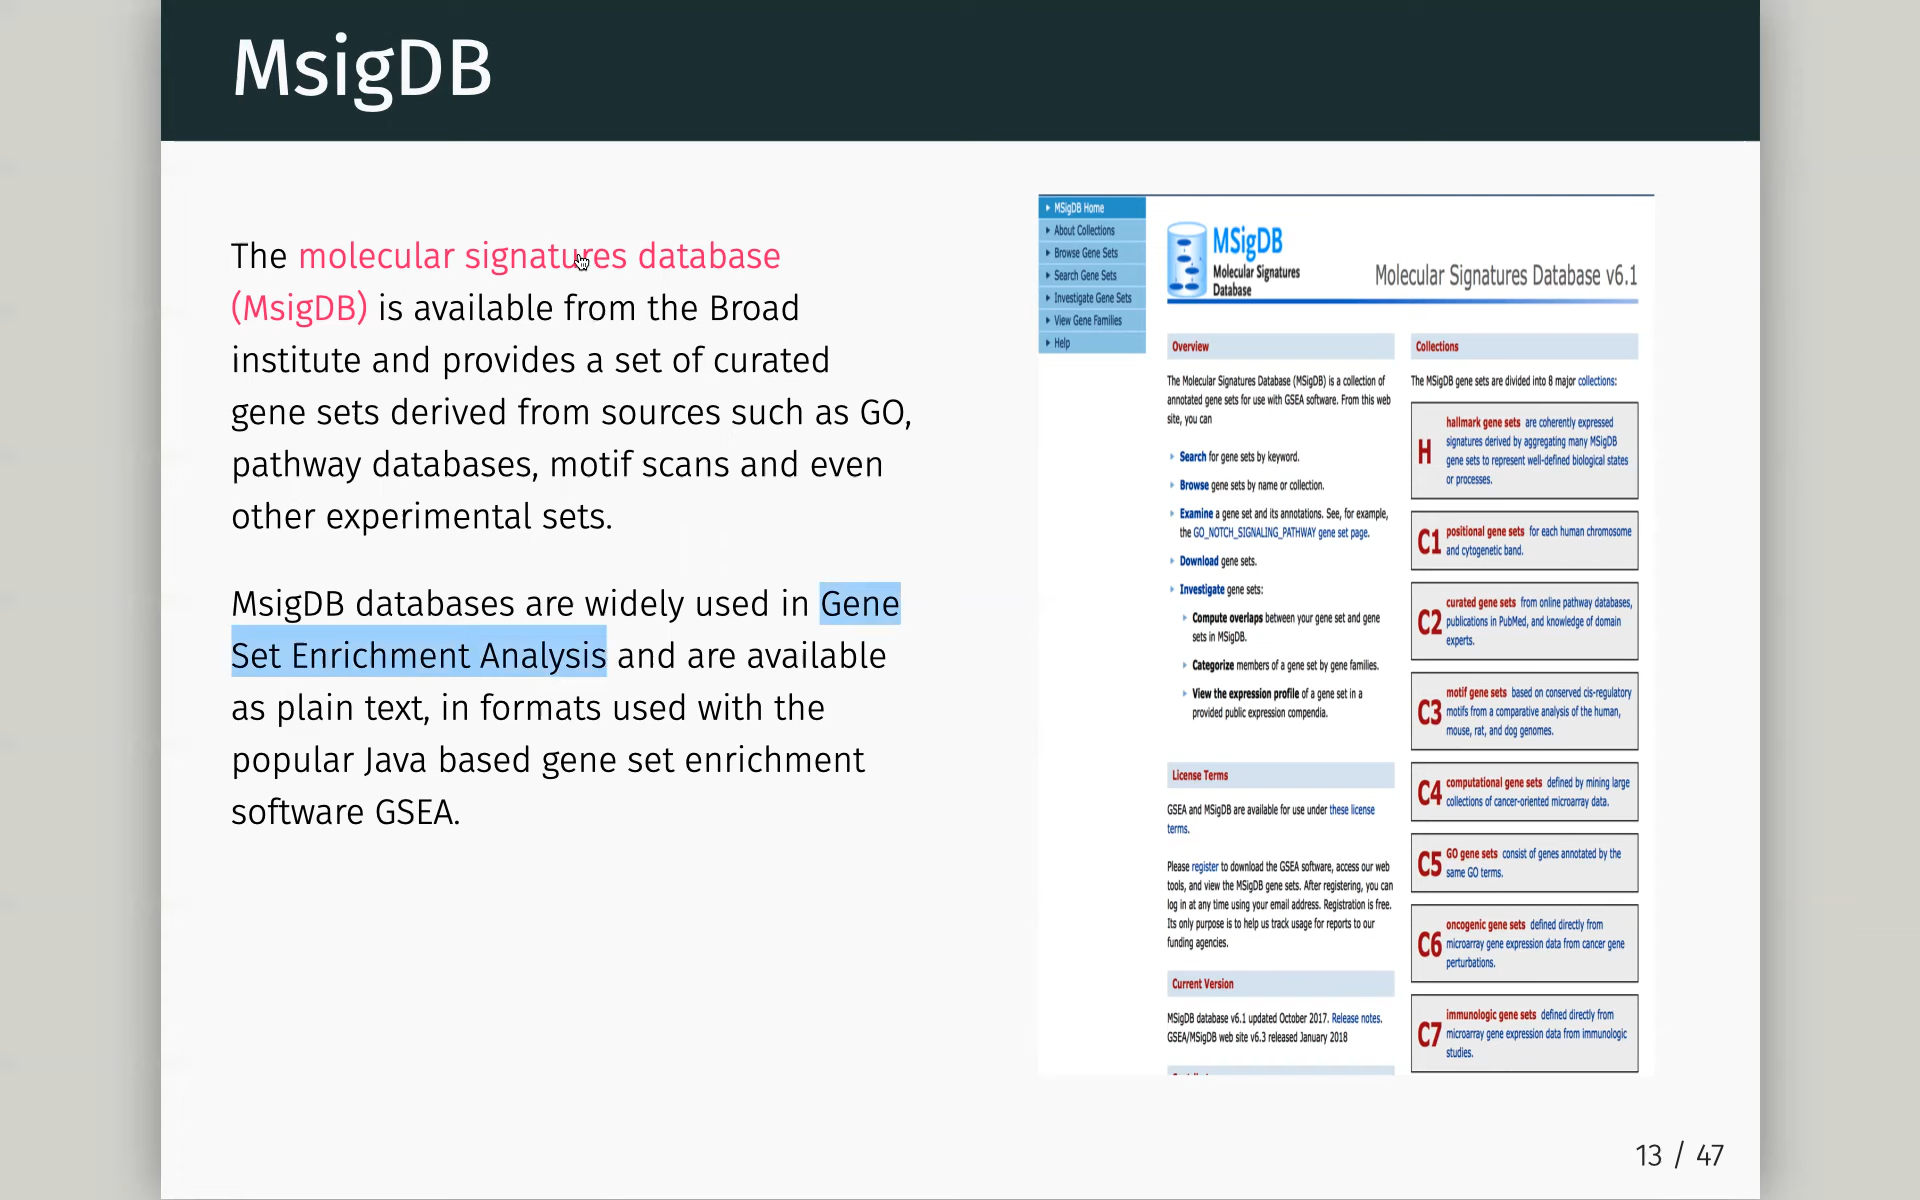 MsigDB
The molecular signatures database
(MsigDB) is available from the Broad
institute and provides a set of curated
gene sets derived from sources such as GO,
pathway databases, motif scans and even
other experimental sets.
MsigDB databases are widely used in Gene
Set Enrichment Analysis and are available
as plain text, in formats used with the
popular Java based gene set enrichment
software GSEA.
MSigDB Home
About Collections
Browse Gene Sets
Search Gene Sets
Investigate Gene Sets
View Gene Families
Help
MSigDB
Molecular Signatures
Database
Molecular Signatures Database v6.1
Overview
The Molecular Signatures Database (MSigDB) is a collection of
annotated gene sets for use with GSEA software. From this web
site, you can
Search for gene sets by keyword.
Browse gene sets by name or collection.
Examine a gene set and its annotations. See, for example,
the GO_NOTCH_SIGNALING_PATHWAY gene set page.
Download gene sets.
Investigate gene sets:
Compute overlaps between your gene set and gene
sets in MSigDB.
Categorize members of a gene set by gene families.
View the expression profile of a gene set in a
provided public expression compendia.
License Terms
GSEA and MSigDB are available for use under these license
terms.
Please register to download the GSEA software, access our web
tools, and view the MSigDB gene sets. After registering, you can
log in at any time using your email address. Registration is free.
Its only purpose is to help us track usage for reports to our
funding agencies.
Current Version
MSigDB database v6.1 updated October 2017. Release notes.
GSEA/MSigDB web site v6.3 released January 2018
Collections
The MSigDB gene sets are divided into 8 major collections:
H
hallmark gene sets are coherently expressed
signatures derived by aggregating many MSigDB
gene sets to represent well-defined biological states
or processes.
C1
positional gene sets for each human chromosome
and cytogenetic band.
C2
curated gene sets from online pathway databases,
publications in PubMed, and knowledge of domain
experts.
C3
motif gene sets based on conserved cis-regulatory
motifs from a comparative analysis of the human,
mouse, rat, and dog genomes.
C4
computational gene sets defined by mining large
collections of cancer-oriented microarray data.
C5
GO gene sets consist of genes annotated by the
same GO terms.
C6
oncogenic gene sets defined directly from
microarray gene expression data from cancer gene
perturbations.
C7
immunologic gene sets defined directly from
microarray gene expression data from immunologic
studies.
13 / 47